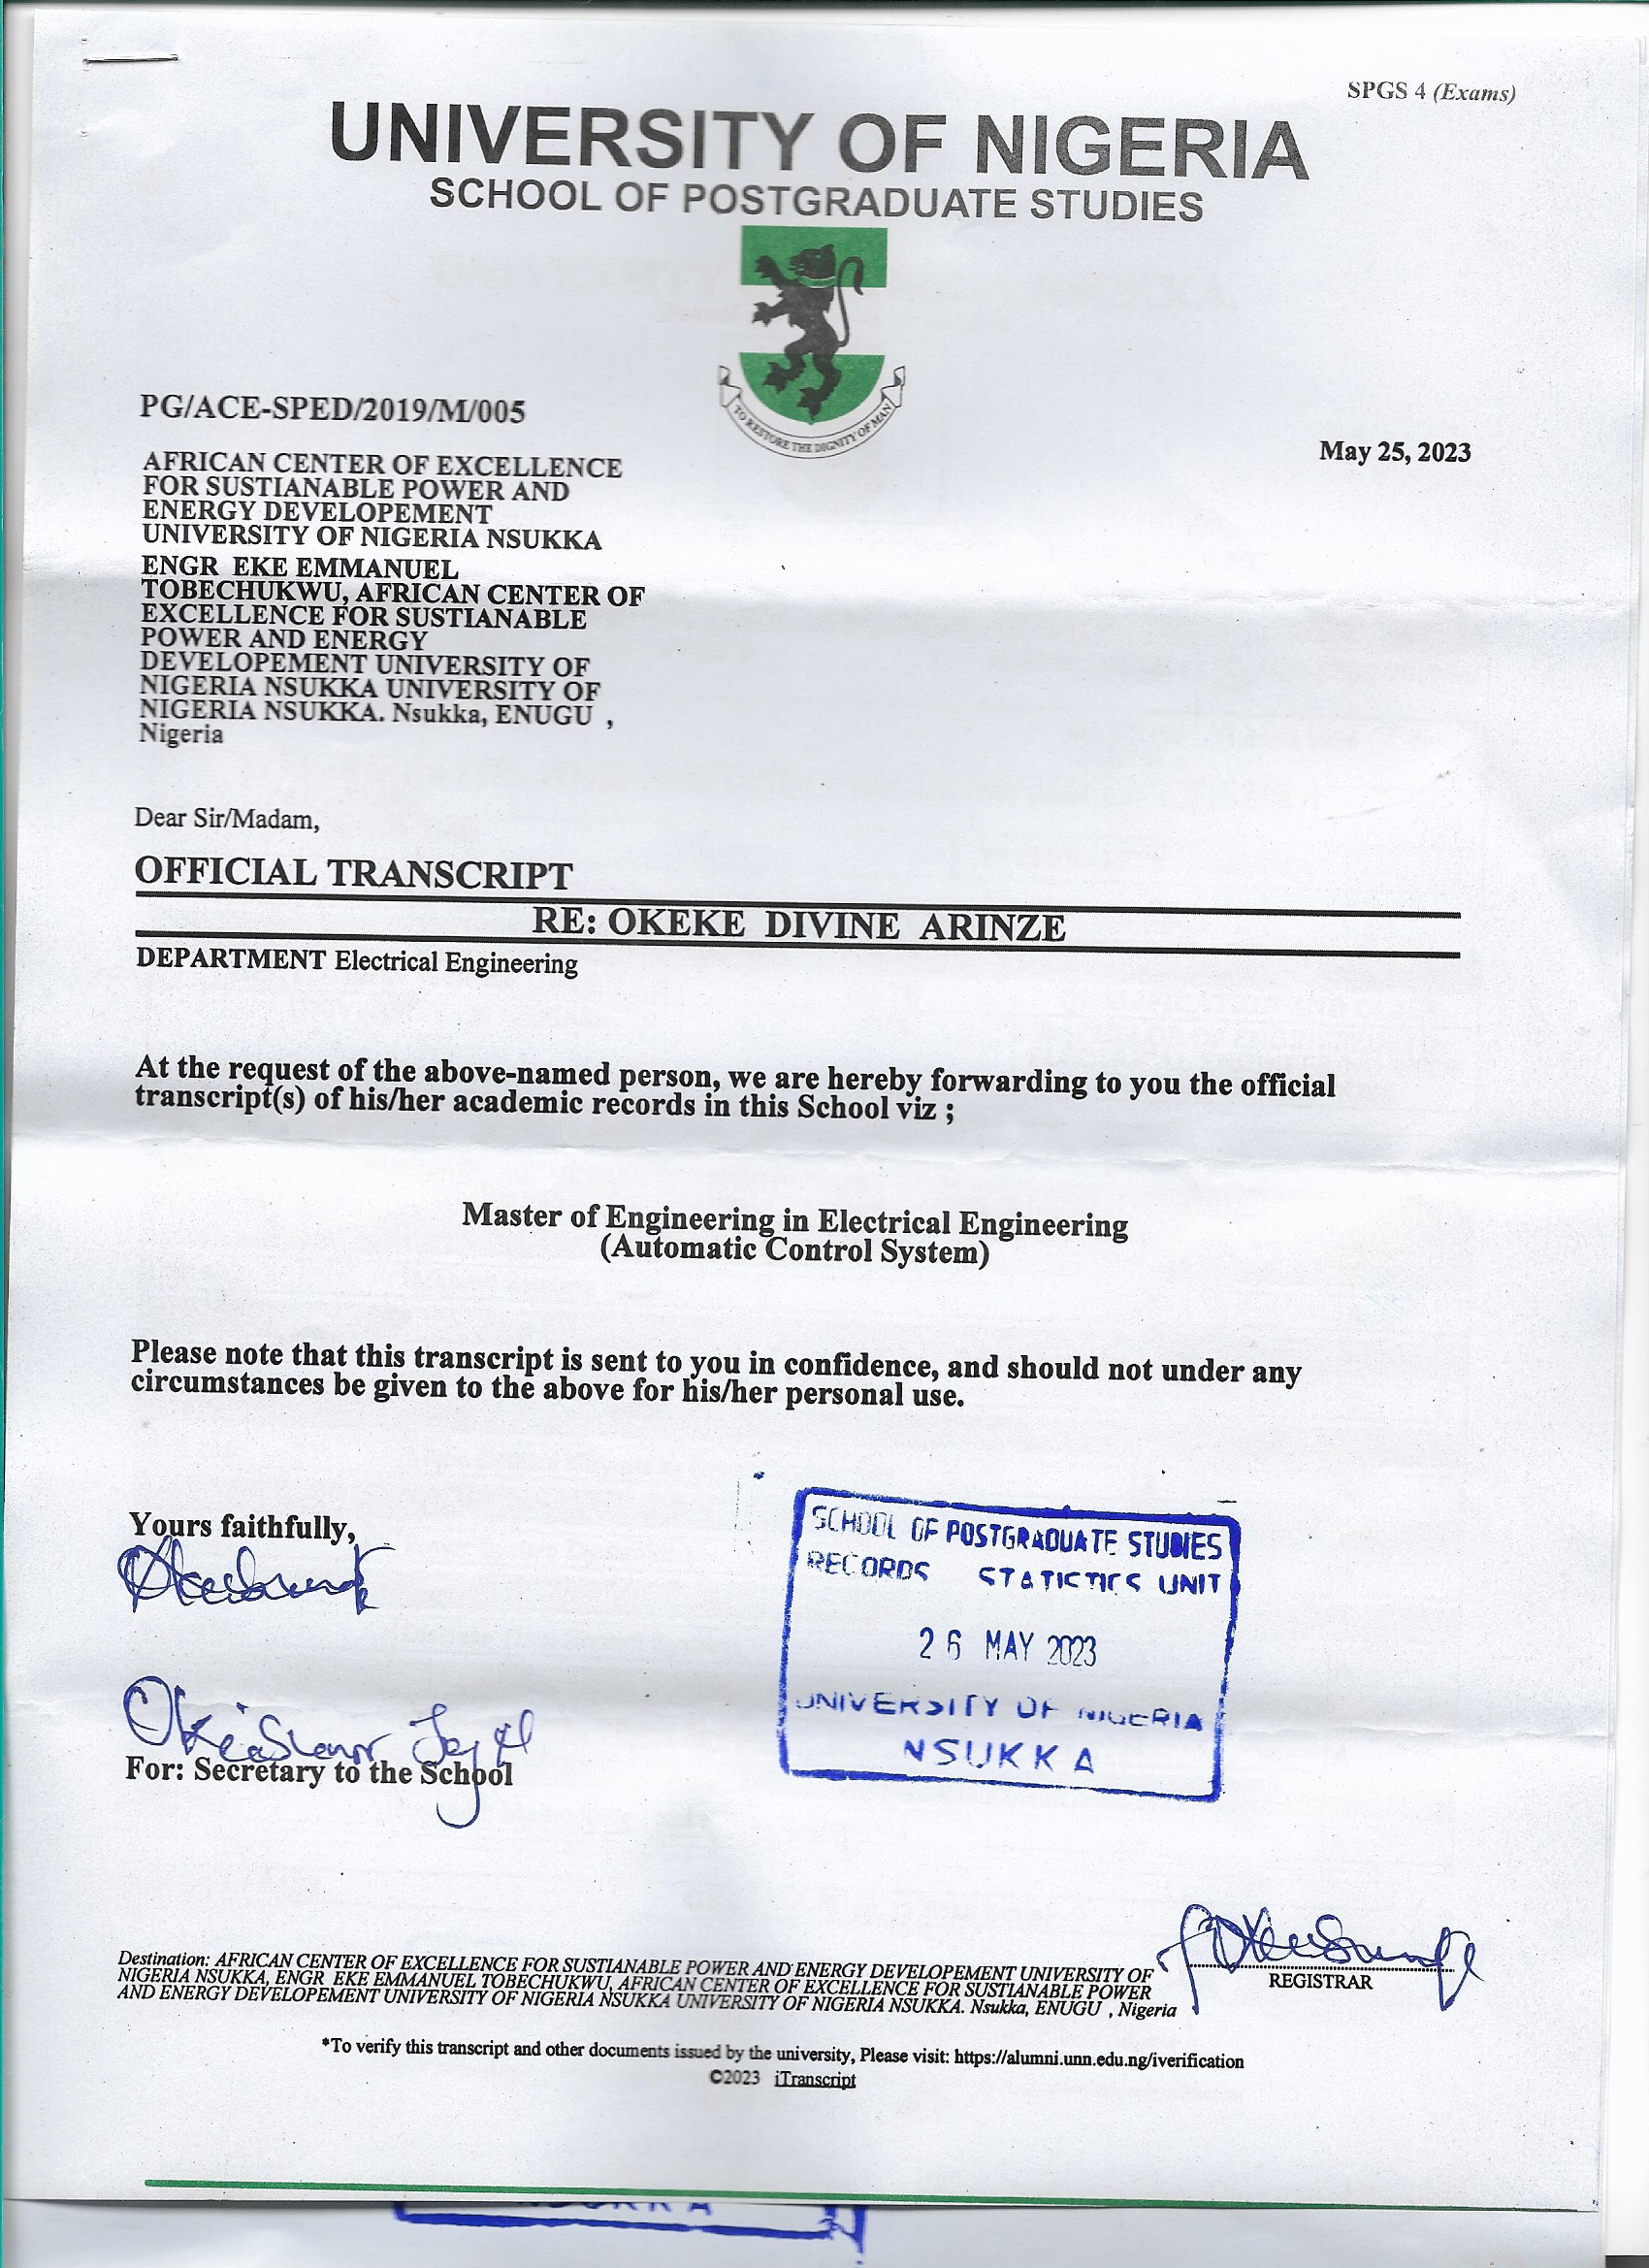 SPGS 4 (Exams)
UNIVERSITY OF NIGERIA
SCHOOL OF POSTGRADUATE STUDIES
TO RESTORE THE DIGNITY OF MAN
PG/ACE-SPED/2019/M/005
May 25, 2023
AFRICAN CENTER OF EXCELLENCE
FOR SUSTIANABLE POWER AND
ENERGY DEVELOPEMENT
UNIVERSITY OF NIGERIA NSUKKA
ENGR EKE EMMANUEL
TOBECHUKWU, AFRICAN CENTER OF
EXCELLENCE FOR SUSTIANABLE
POWER AND ENERGY
DEVELOPEMENT UNIVERSITY OF
NIGERIA NSUKKA UNIVERSITY OF
NIGERIA NSUKKA. Nsukka, ENUGU ,
Nigeria
Dear Sir/Madam,
OFFICIAL TRANSCRIPT
RE: OKEKE DIVINE ARINZE
DEPARTMENT Electrical Engineering
At the request of the above-named person, we are hereby forwarding to you the official
transcript(s) of his/her academic records in this School viz ;
Master of Engineering in Electrical Engineering
(Automatic Control System)
Please note that this transcript is sent to you in confidence, and should not under any
circumstances be given to the above for his/her personal use.
Yours faithfully,
For: Secretary to the School
SCHOOL OF POSTGRADUATE STUDIES
RECORDS STATICTICS UNIT
26 MAY 2023
UNIVERSITY OF NIGERIA
NSUKKA
REGISTRAR
Destination: AFRICAN CENTER OF EXCELLENCE FOR SUSTIANABLE POWER AND ENERGY DEVELOPEMENT UNIVERSITY OF
NIGERIA NSUKKA, ENGR EKE EMMANUEL TOBECHUKWU, AFRICAN CENTER OF EXCELLENCE FOR SUSTIANABLE POWER
AND ENERGY DEVELOPEMENT UNIVERSITY OF NIGERIA NSUKKA UNIVERSITY OF NIGERIA NSUKKA. Nsukka, ENUGU , Nigeria
*To verify this transcript and other documents issued by the university, Please visit: https://alumni.unn.edu.ng/iverification
©2023 iTranscript